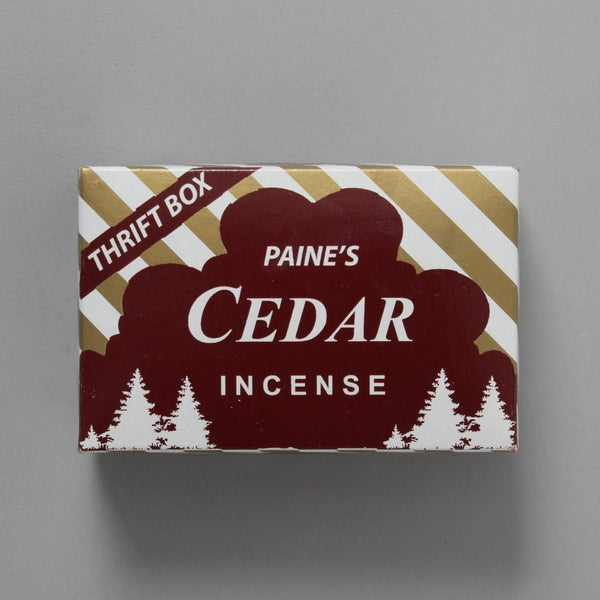 THRIFT BOX
PAINE'S
CEDAR
INCENSE